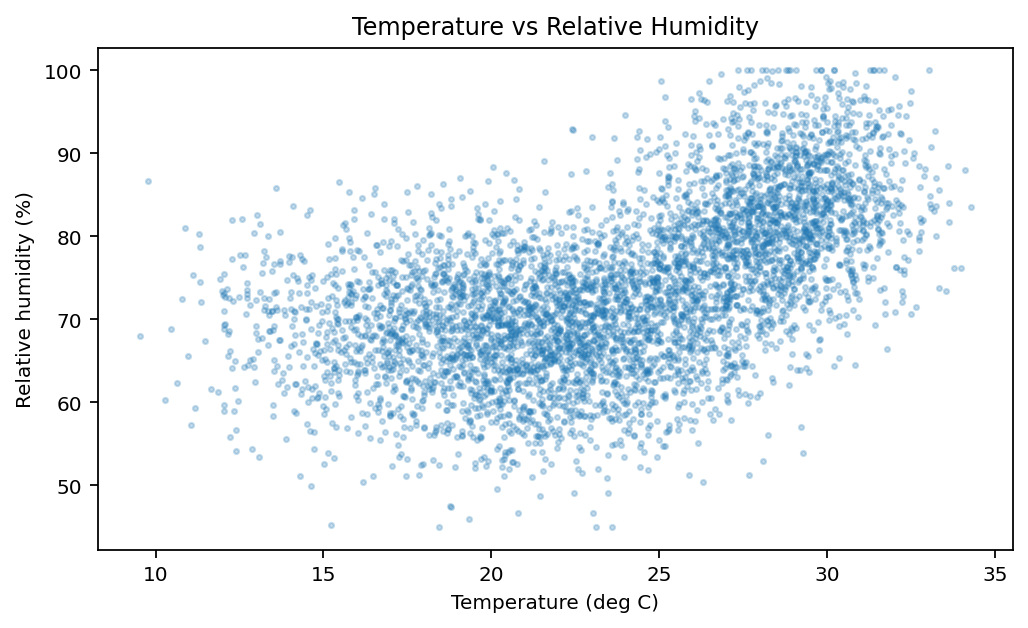 Temperature vs Relative Humidity
100
90
80
70
60
50
Relative humidity (%)
10 15 20 25 30 35
Temperature (deg C)